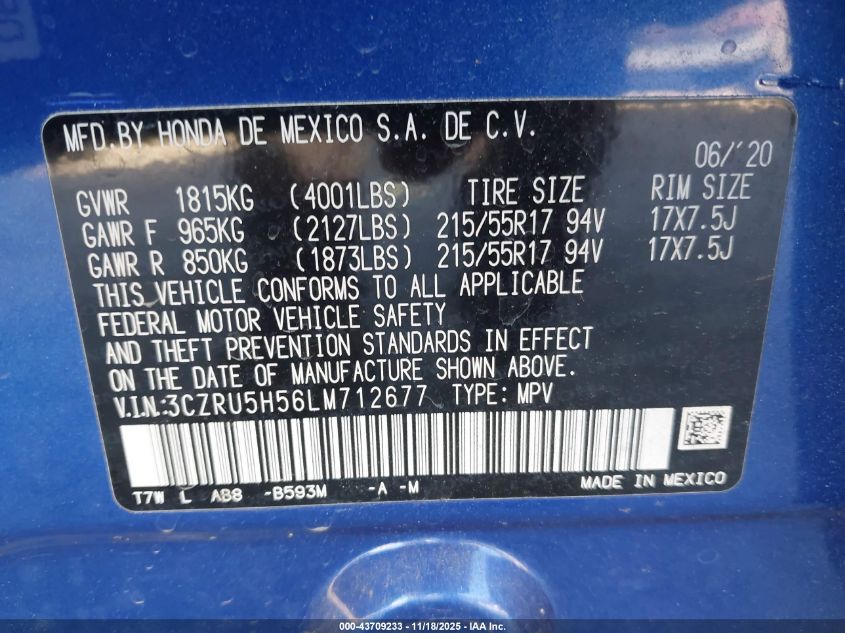 MFD.BY HONDA DE MEXICO S.A. DE C.V.
06/'20
GVWR 1815KG (4001LBS) TIRE SIZE RIM SIZE
GAWR F 965KG (2127LBS) 215/55R17 94V 17X7.5J
GAWR R 850KG (1873LBS) 215/55R17 94V 17X7.5J
THIS VEHICLE CONFORMS TO ALL APPLICABLE
FEDERAL MOTOR VEHICLE SAFETY
AND THEFT PREVENTION STANDARDS IN EFFECT
ON THE DATE OF MANUFACTURE SHOWN ABOVE.
V.I.N:3CZRU5H56LM712677 TYPE: MPV
T7W L AB8 -B593M -A -M MADE IN MEXICO
000-43709233 - 11/18/2025 - IAA Inc.